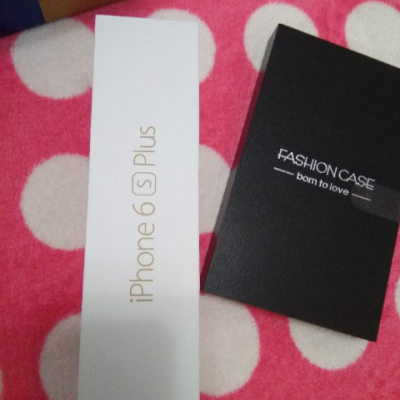 iPhone 6 S Plus
FASHION CASE
born to love